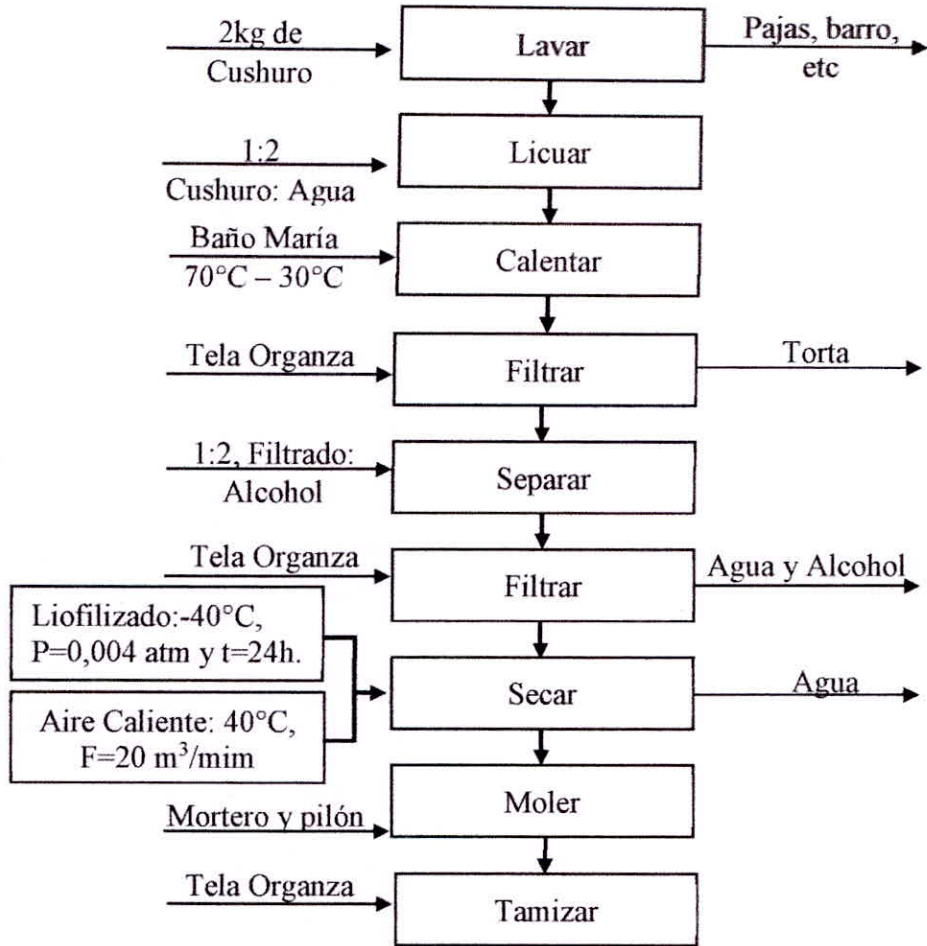 2kg de
Cushuro
Lavar
Pajas, barro,
etc
1:2
Cushuro: Agua
Licuar
Baño María
70°C – 30°C
Calentar
Tela Organza
Filtrar
Torta
1:2, Filtrado:
Alcohol
Separar
Tela Organza
Filtrar
Agua y Alcohol
Liofilizado:-40°C,
P=0,004 atm y t=24h.
Aire Caliente: 40°C,
F=20 m³/mim
Secar
Agua
Mortero y pilón
Moler
Tela Organza
Tamizar